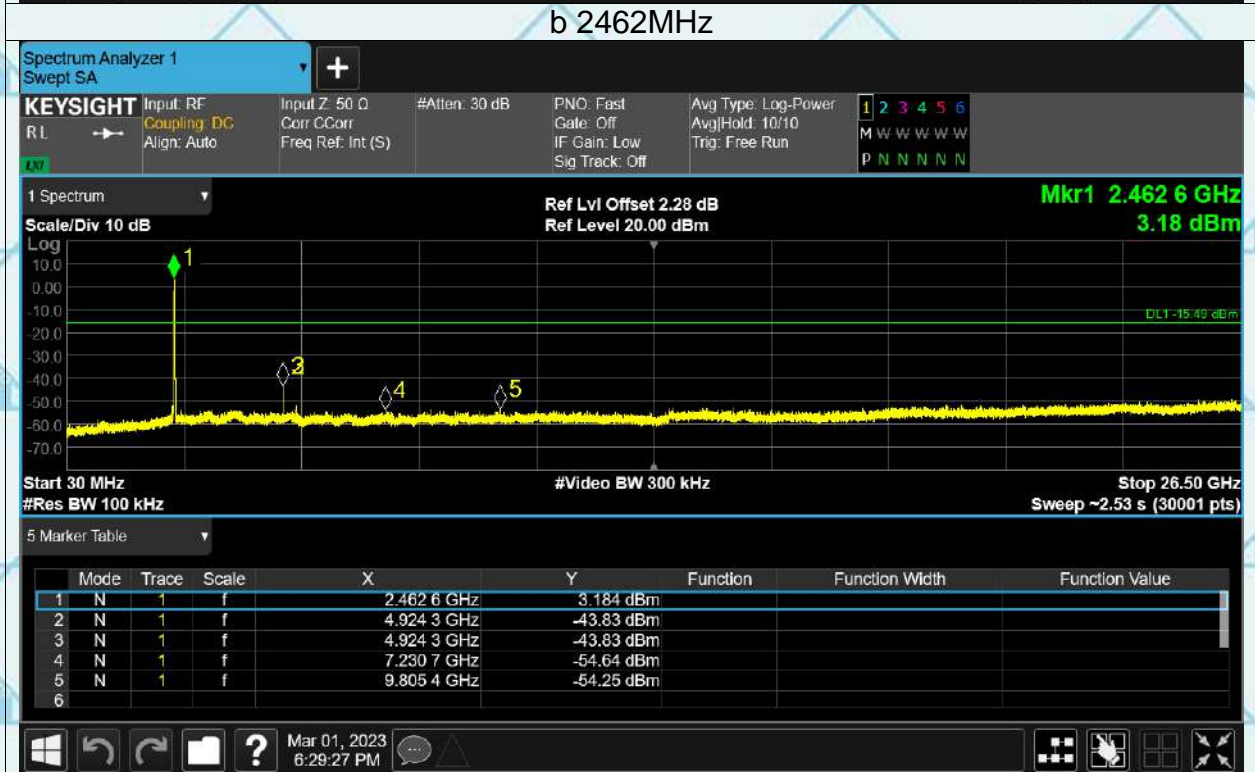 b 2462MHz
Spectrum Analyzer 1
Swept SA
+
KEYSIGHT Input: RF Input Z: 50 Ω #Atten: 30 dB PNO: Fast Avg Type: Log-Power 1 2 3 4 5 6
RL Coupling: DC Corr CCorr Gate: Off Avg|Hold: 10/10 M W W W W W
Align: Auto Freq Ref: Int (S) IF Gain: Low Trig: Free Run
LXI Sig Track: Off P N N N N N
1 Spectrum Ref Lvl Offset 2.28 dB Mkr1 2.462 6 GHz
Scale/Div 10 dB Ref Level 20.00 dBm 3.18 dBm
Log
10.0 1
0.00
-10.0 DL1 -15.49 dBm
-20.0
-30.0 3
-40.0 4 5
-50.0
-60.0
-70.0
Start 30 MHz #Video BW 300 kHz Stop 26.50 GHz
#Res BW 100 kHz Sweep ~2.53 s (30001 pts)
5 Marker Table
Mode Trace Scale X Y Function Function Width Function Value
1 N 1 f 2.462 6 GHz 3.184 dBm
2 N 1 f 4.924 3 GHz -43.83 dBm
3 N 1 f 4.924 3 GHz -43.83 dBm
4 N 1 f 7.230 7 GHz -54.64 dBm
5 N 1 f 9.805 4 GHz -54.25 dBm
6
? Mar 01, 2023
6:29:27 PM